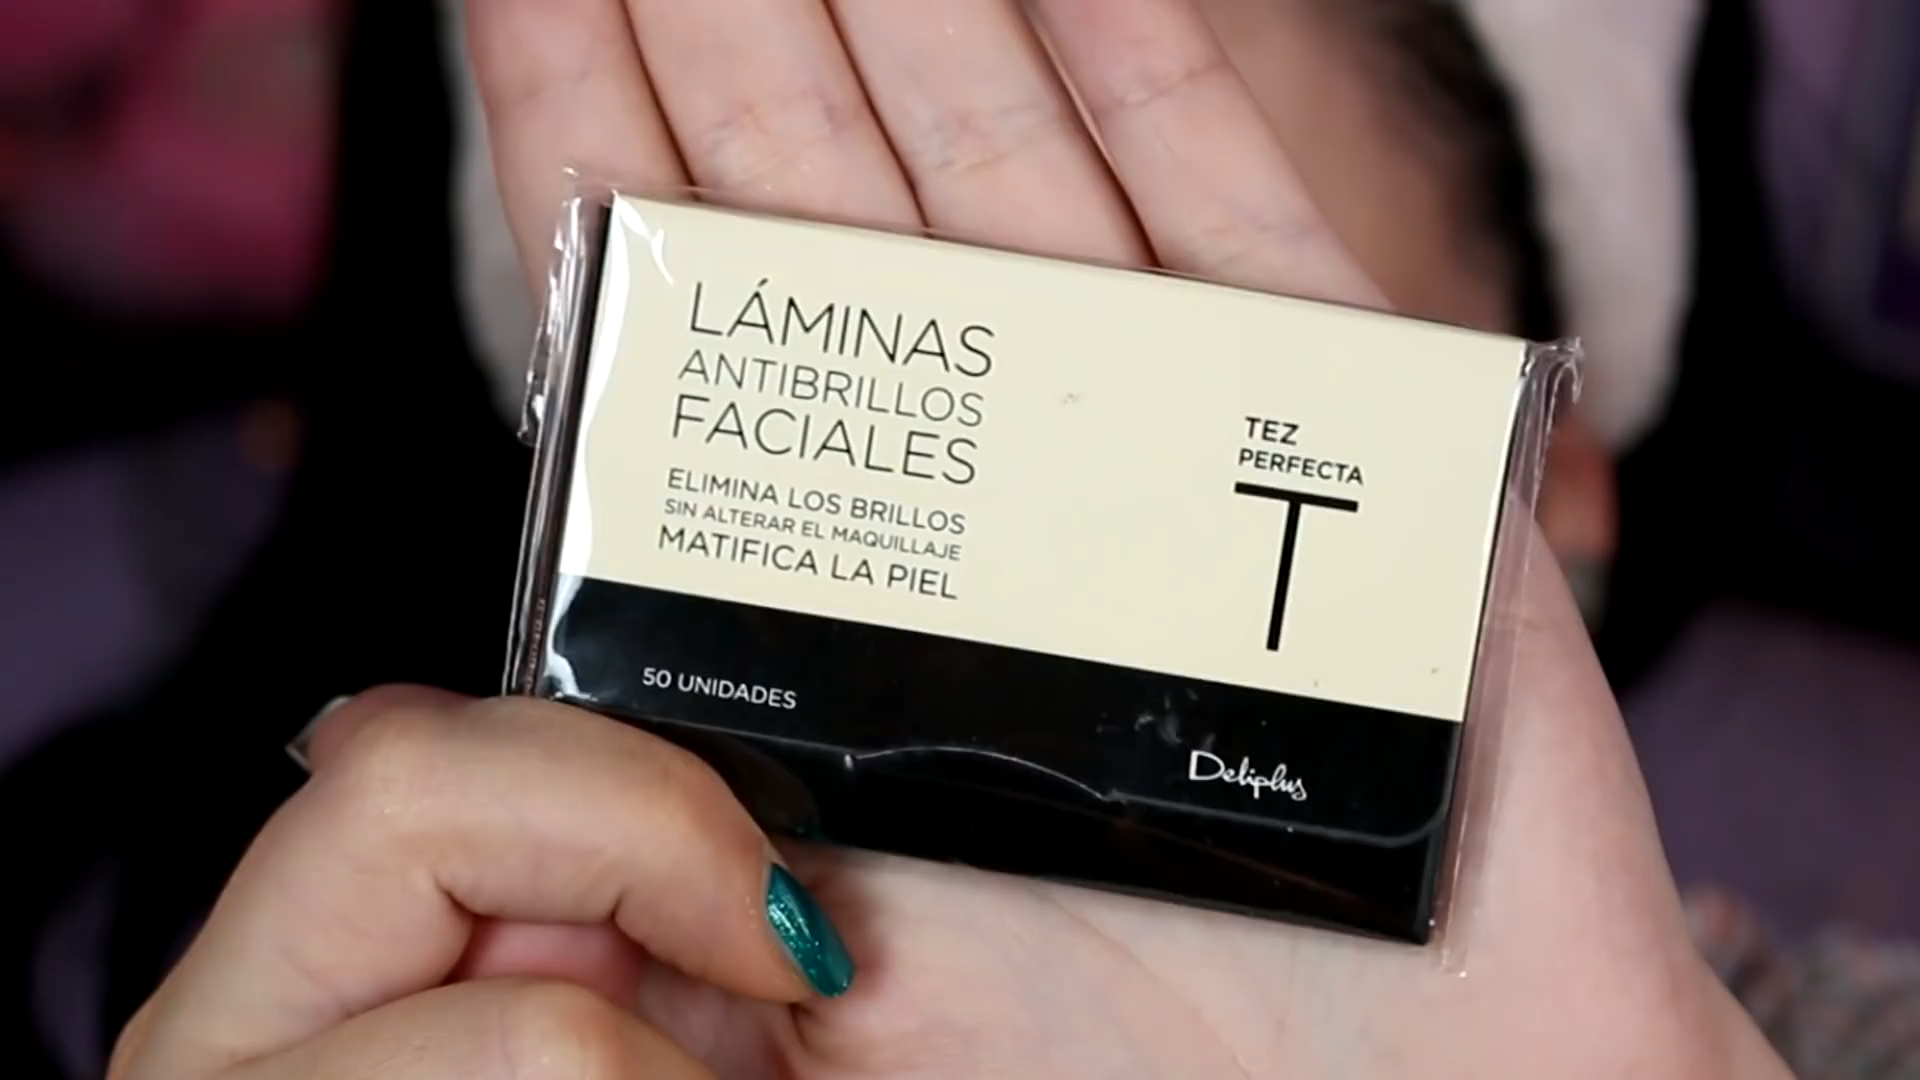 LÁMINAS
ANTIBRILLOS
FACIALES
ELIMINA LOS BRILLOS
SIN ALTERAR EL MAQUILLAJE
MATIFICA LA PIEL
TEZ
PERFECTA
T
50 UNIDADES
Deliplus